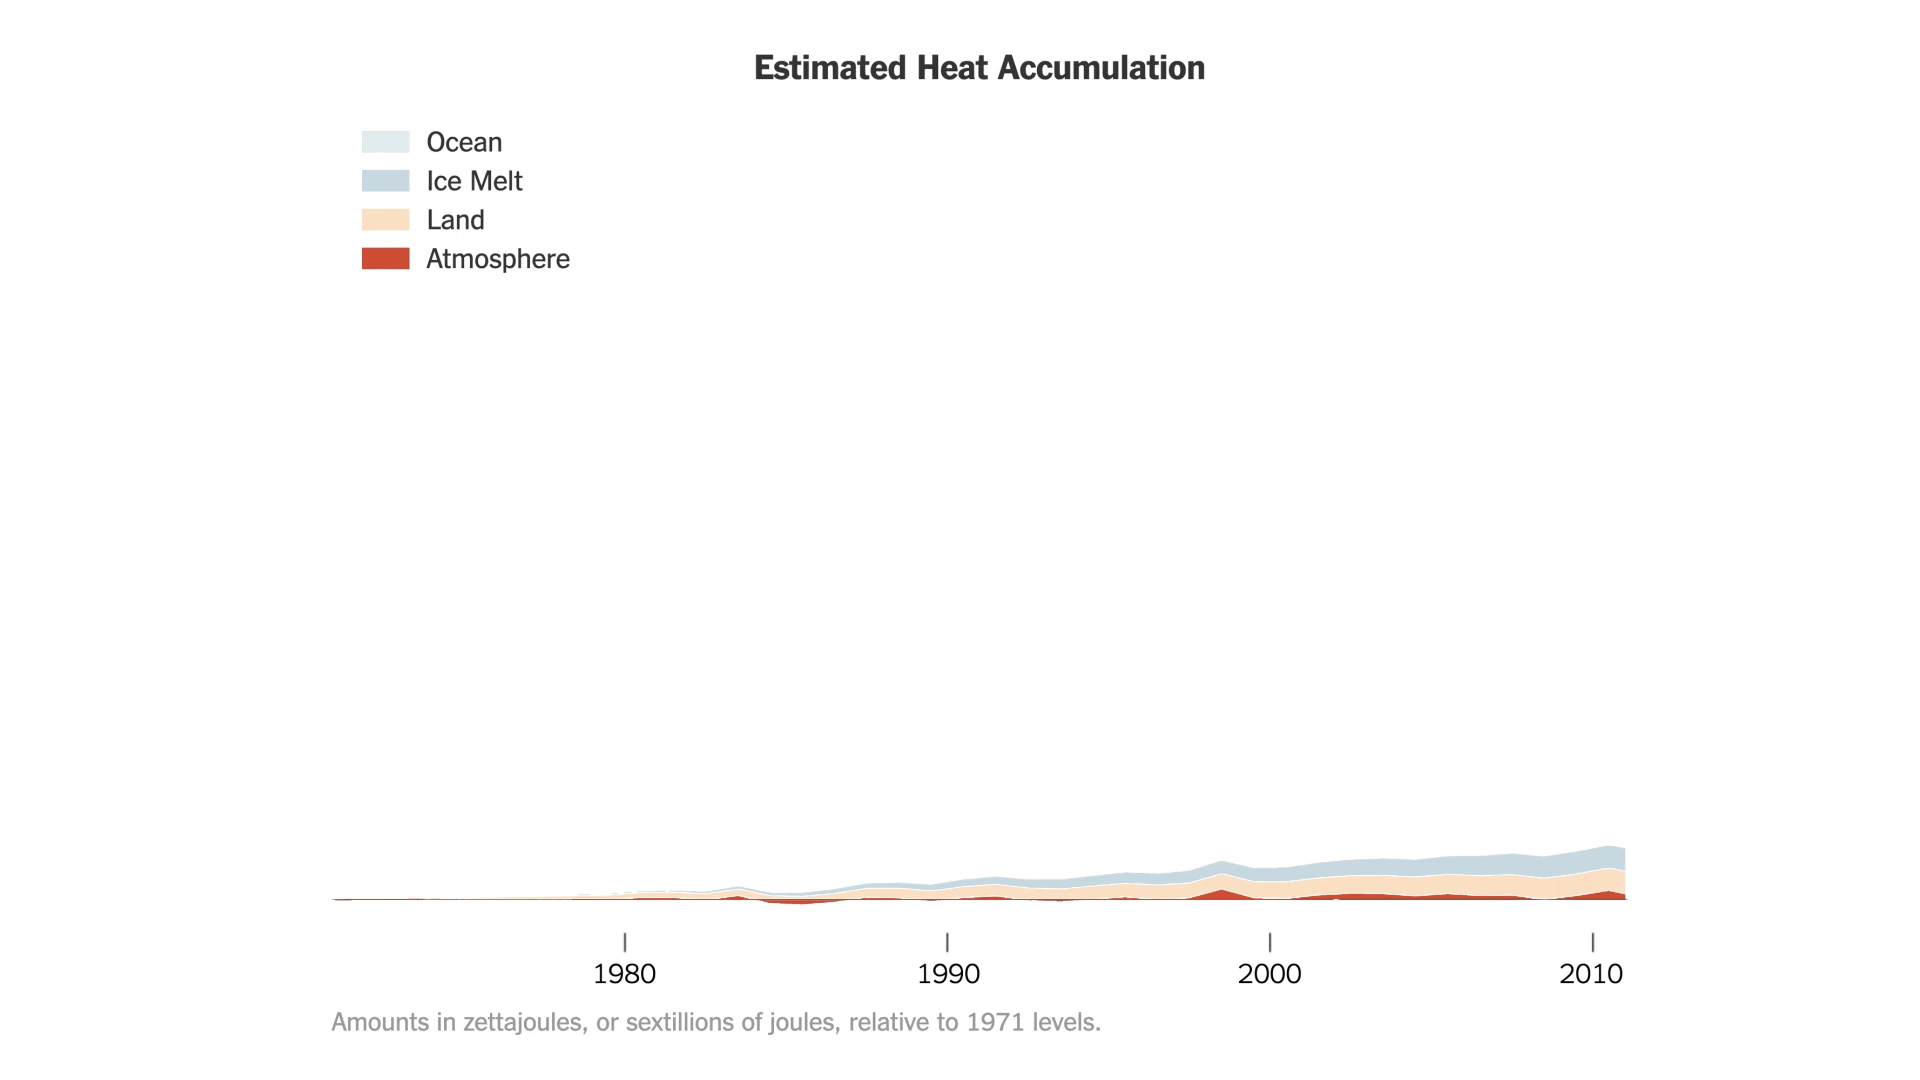 Estimated Heat Accumulation
Ocean
Ice Melt
Land
Atmosphere
1980 1990 2000 2010
Amounts in zettajoules, or sextillions of joules, relative to 1971 levels.